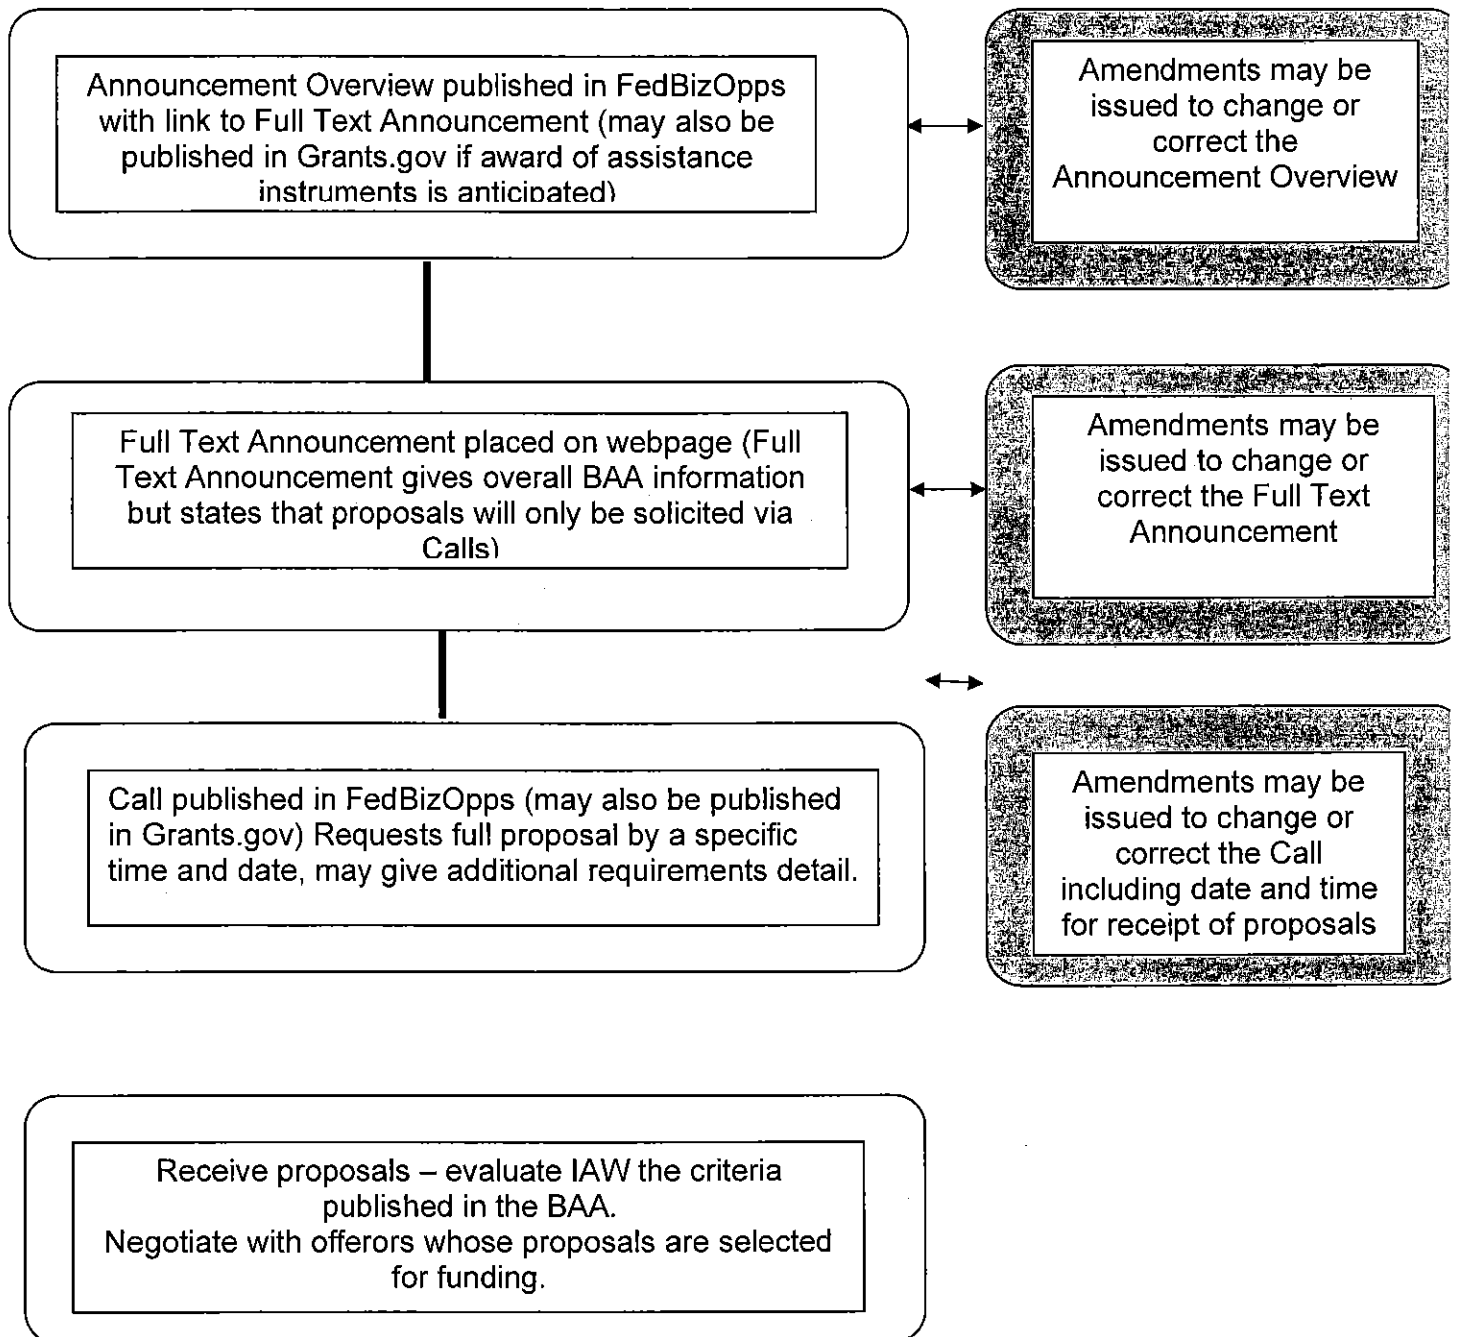 Announcement Overview published in FedBizOpps
with link to Full Text Announcement (may also be
published in Grants.gov if award of assistance
instruments is anticipated)
Amendments may be
issued to change or
correct the
Announcement Overview
Full Text Announcement placed on webpage (Full
Text Announcement gives overall BAA information
but states that proposals will only be solicited via
Calls)
Amendments may be
issued to change or
correct the Full Text
Announcement
Call published in FedBizOpps (may also be published
in Grants.gov) Requests full proposal by a specific
time and date, may give additional requirements detail.
Amendments may be
issued to change or
correct the Call
including date and time
for receipt of proposals
Receive proposals – evaluate IAW the criteria
published in the BAA.
Negotiate with offerors whose proposals are selected
for funding.